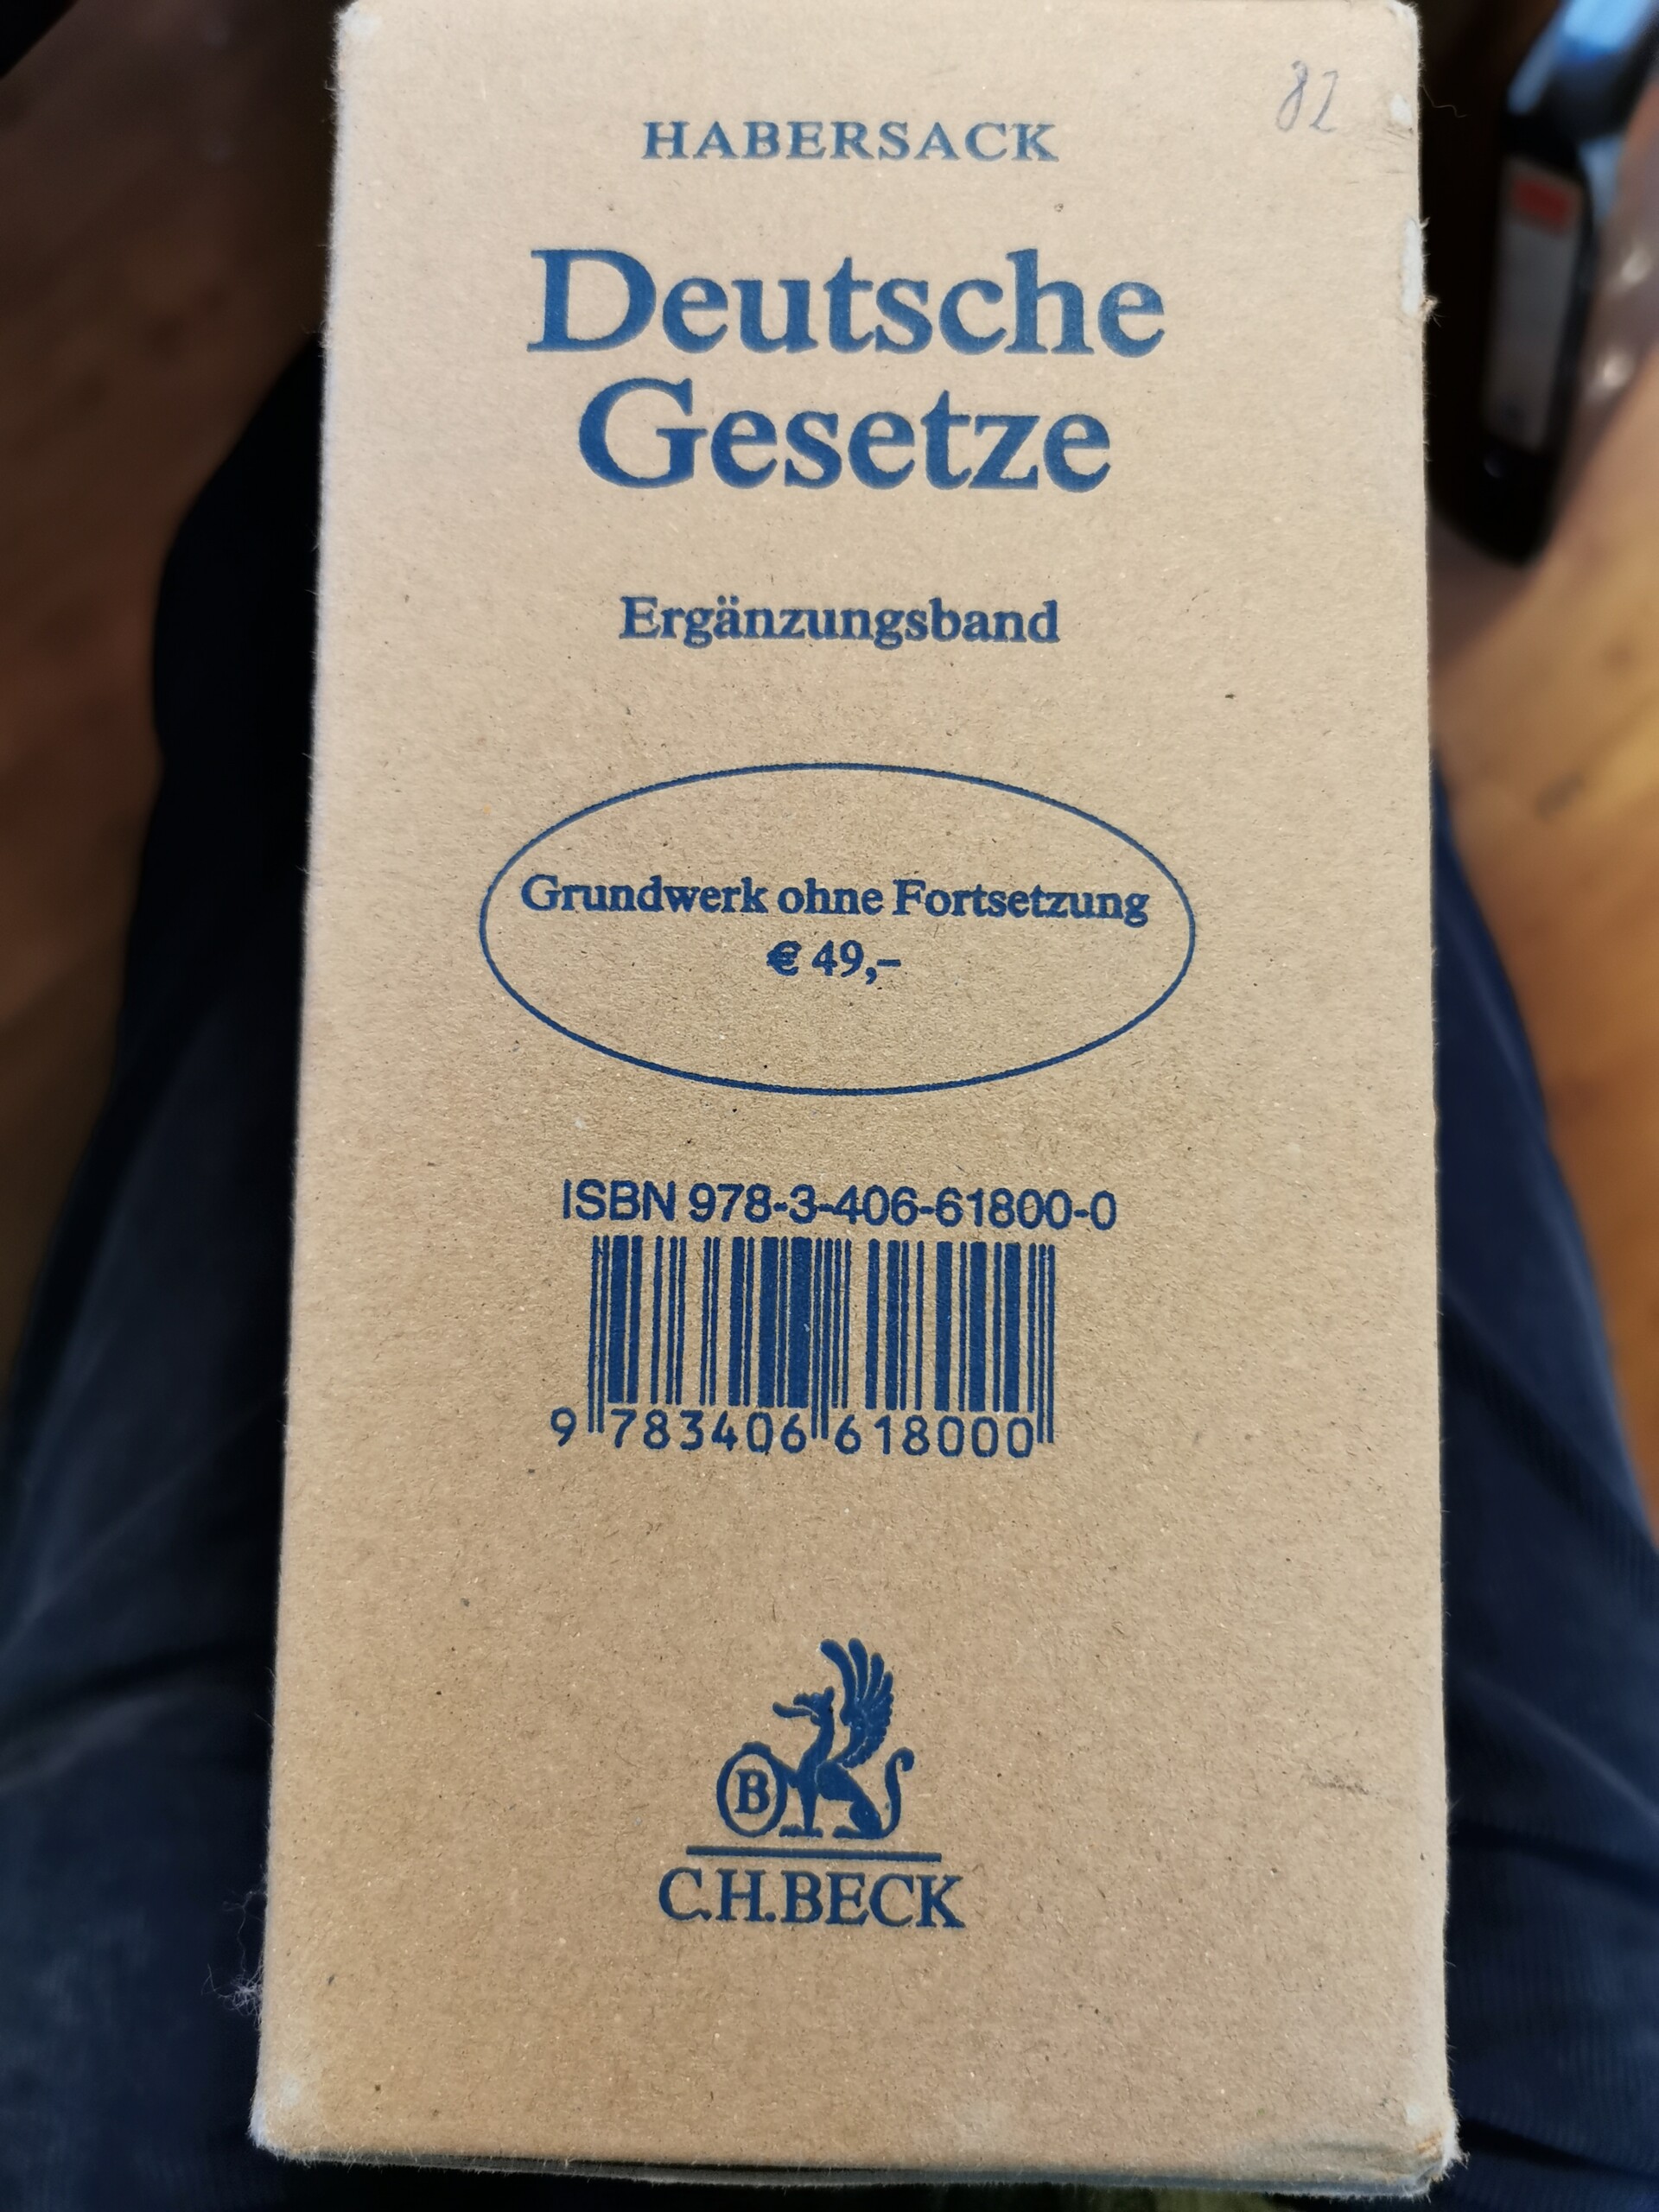 82
HABERSACK
Deutsche
Gesetze
Ergänzungsband
Grundwerk ohne Fortsetzung
€ 49,–
ISBN 978-3-406-61800-0
9 783406 618000
B
C.H.BECK